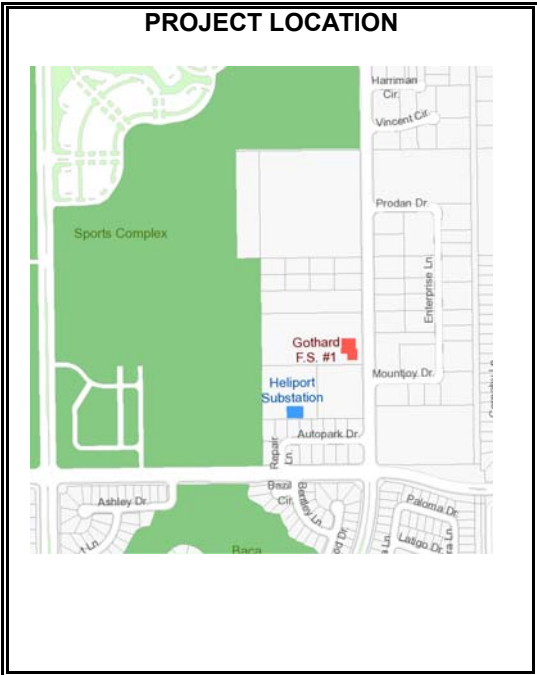 PROJECT LOCATION
Harriman
Cir.
Vincent Cir.
Prodan Dr.
Sports Complex
Enterprise Ln.
Gothard
F.S. #1
Mountjoy Dr.
Heliport
Substation
Autopark Dr.
Repair
Ln.
Ashley Dr.
Bazil
Cir.
Bentley Ln.
Paloma Dr.
Latigo Dr.
Baca